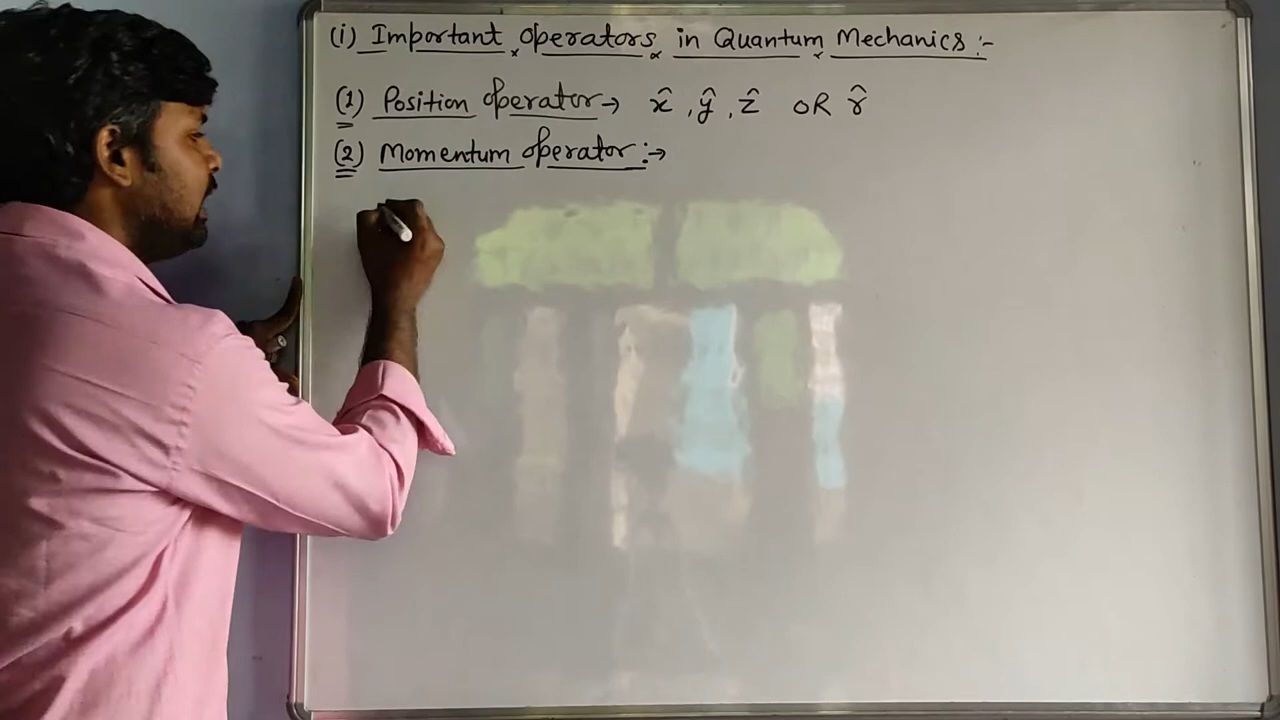 (i) Important operators in Quantum Mechanics :-
(1) Position operator → x̂, ŷ, ẑ OR r̂
(2) Momentum operator :→